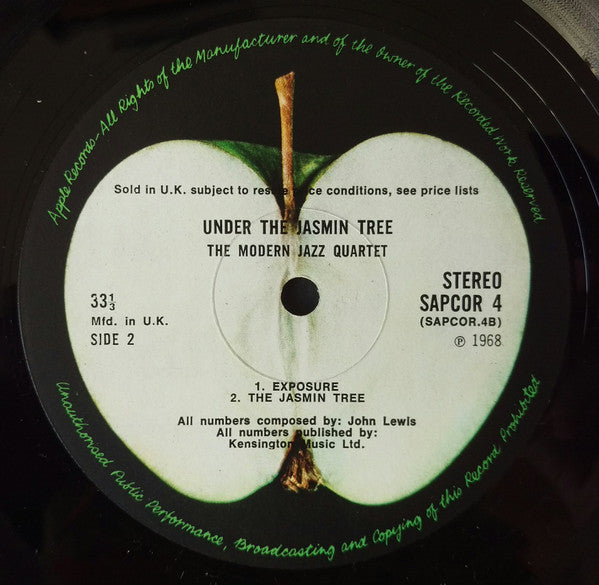 Apple Records-All Rights of the Manufacturer and of the Owner of the Recorded Work Reserved
Sold in U.K. subject to resale price conditions, see price lists
UNDER THE JASMIN TREE
THE MODERN JAZZ QUARTET
33⅓
Mfd. in U.K.
SIDE 2
STEREO
SAPCOR 4
(SAPCOR.4B)
℗ 1968
1. EXPOSURE
2. THE JASMIN TREE
All numbers composed by: John Lewis
All numbers published by:
Kensington Music Ltd.
Unauthorised Public Performance, Broadcasting and Copying of this Record Prohibited